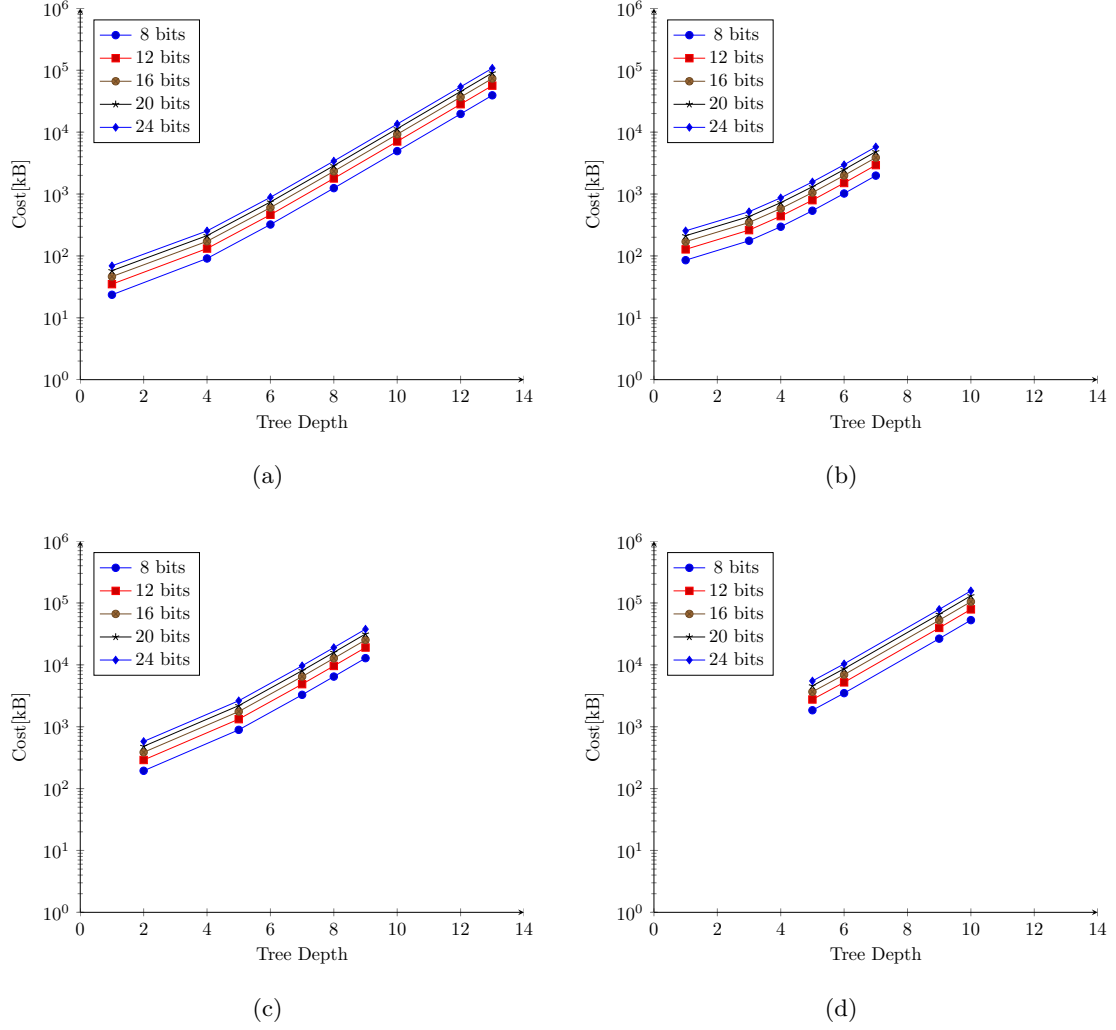 10^6
10^5
10^4
10^3
10^2
10^1
10^0
Cost[kB]
8 bits
12 bits
16 bits
20 bits
24 bits
0 2 4 6 8 10 12 14
Tree Depth
(a)
10^6
10^5
10^4
10^3
10^2
10^1
10^0
Cost[kB]
8 bits
12 bits
16 bits
20 bits
24 bits
0 2 4 6 8 10 12 14
Tree Depth
(b)
10^6
10^5
10^4
10^3
10^2
10^1
10^0
Cost[kB]
8 bits
12 bits
16 bits
20 bits
24 bits
0 2 4 6 8 10 12 14
Tree Depth
(c)
10^6
10^5
10^4
10^3
10^2
10^1
10^0
Cost[kB]
8 bits
12 bits
16 bits
20 bits
24 bits
0 2 4 6 8 10 12 14
Tree Depth
(d)